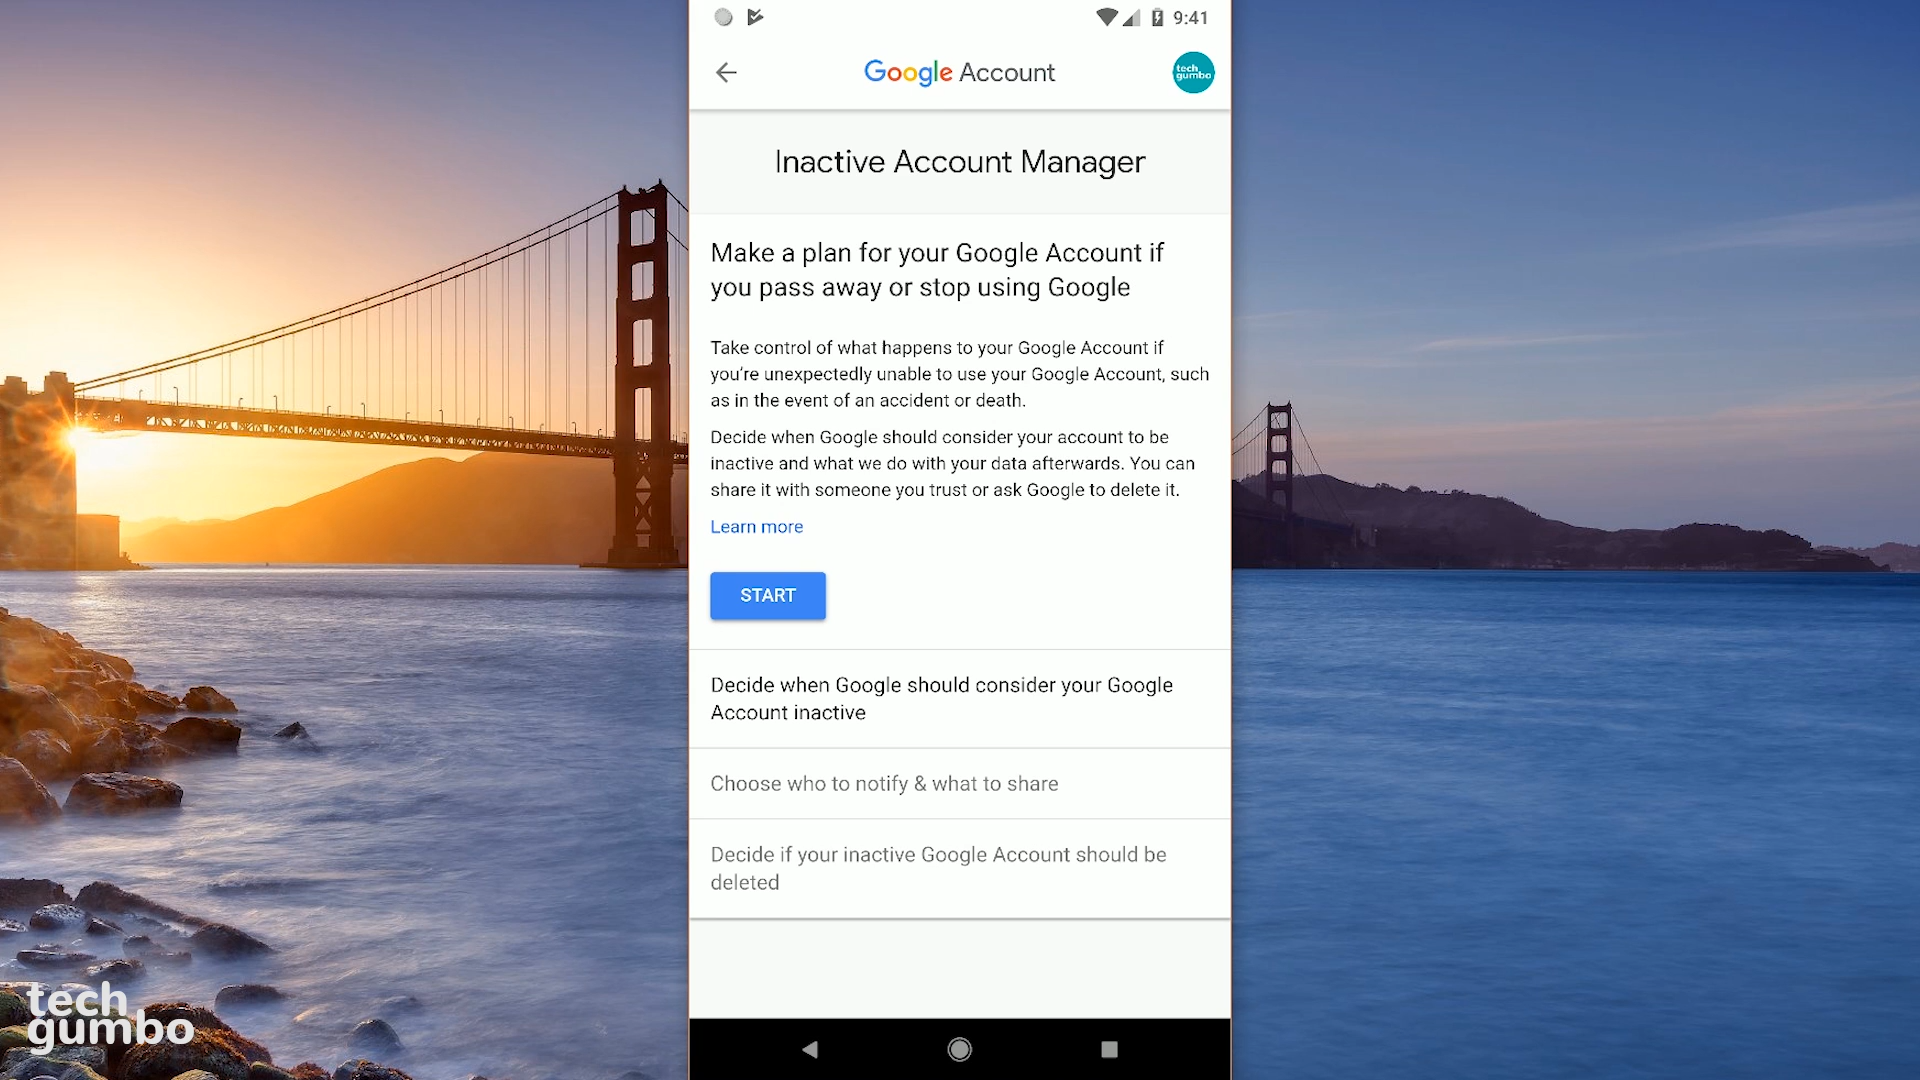 9:41
Google Account
tech
gumbo
Inactive Account Manager
Make a plan for your Google Account if
you pass away or stop using Google
Take control of what happens to your Google Account if
you're unexpectedly unable to use your Google Account, such
as in the event of an accident or death.
Decide when Google should consider your account to be
inactive and what we do with your data afterwards. You can
share it with someone you trust or ask Google to delete it.
Learn more
START
Decide when Google should consider your Google
Account inactive
Choose who to notify & what to share
Decide if your inactive Google Account should be
deleted
tech
gumbo